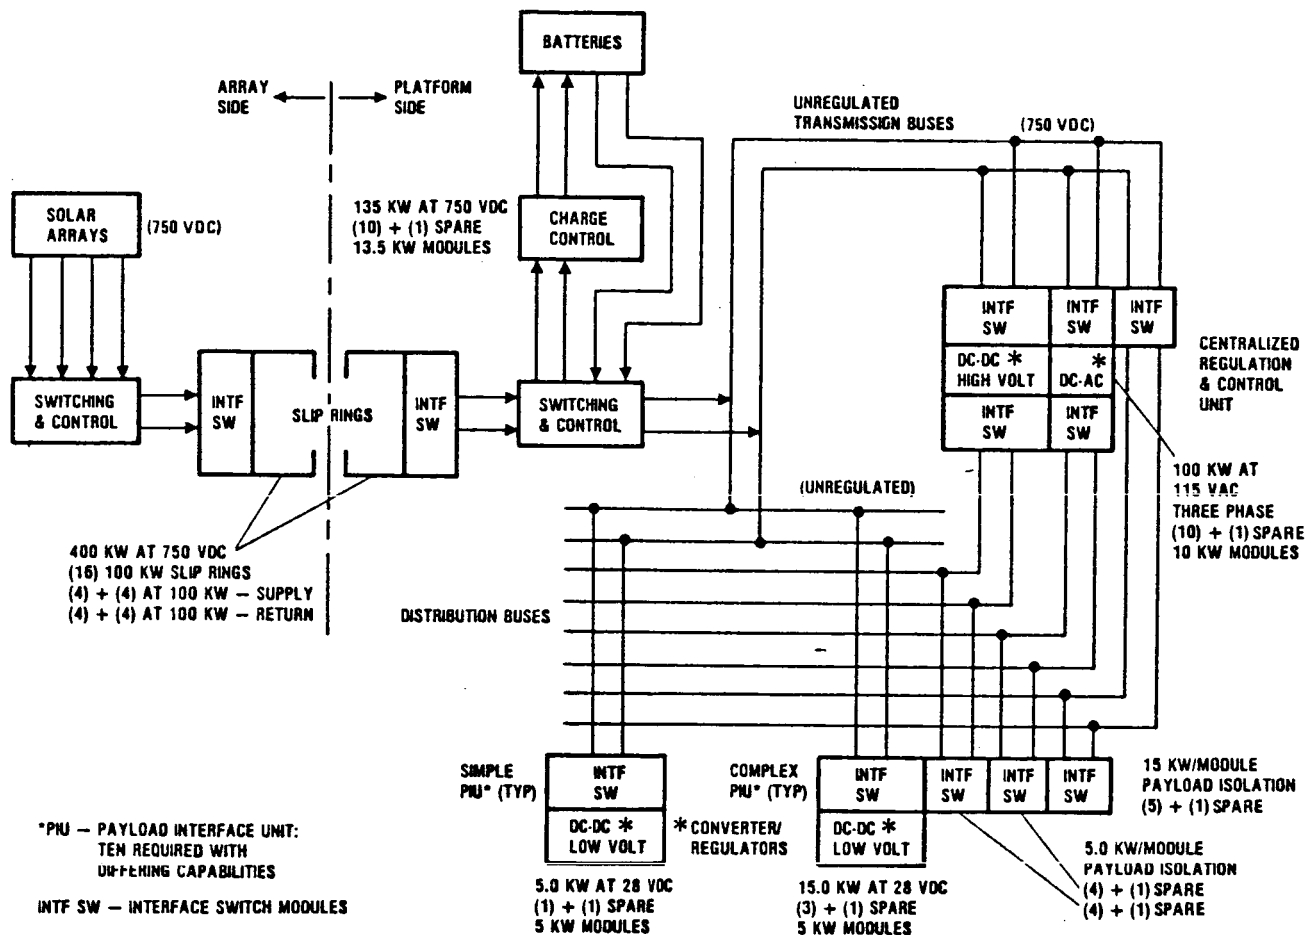 BATTERIES
ARRAY SIDE
PLATFORM SIDE
UNREGULATED
TRANSMISSION BUSES
(750 VDC)
SOLAR
ARRAYS
(750 VDC)
135 KW AT 750 VDC
(10) + (1) SPARE
13.5 KW MODULES
CHARGE
CONTROL
INTF SW
INTF SW
INTF SW
CENTRALIZED
REGULATION
& CONTROL
UNIT
DC-DC *
HIGH VOLT
*
DC-AC
INTF SW
INTF SW
SWITCHING
& CONTROL
INTF SW
SLIP RINGS
INTF SW
SWITCHING
& CONTROL
100 KW AT
115 VAC
THREE PHASE
(10) + (1) SPARE
10 KW MODULES
(UNREGULATED)
400 KW AT 750 VDC
(16) 100 KW SLIP RINGS
(4) + (4) AT 100 KW – SUPPLY
(4) + (4) AT 100 KW – RETURN
DISTRIBUTION BUSES
SIMPLE
PIU* (TYP)
INTF
SW
DC-DC *
LOW VOLT
* CONVERTER/
REGULATORS
5.0 KW AT 28 VDC
(1) + (1) SPARE
5 KW MODULES
COMPLEX
PIU* (TYP)
INTF SW
INTF SW
INTF SW
INTF SW
DC-DC *
LOW VOLT
15.0 KW AT 28 VDC
(3) + (1) SPARE
5 KW MODULES
15 KW/MODULE
PAYLOAD ISOLATION
(5) + (1) SPARE
5.0 KW/MODULE
PAYLOAD ISOLATION
(4) + (1) SPARE
(4) + (1) SPARE
*PIU – PAYLOAD INTERFACE UNIT:
TEN REQUIRED WITH
DIFFERING CAPABILITIES
INTF SW – INTERFACE SWITCH MODULES